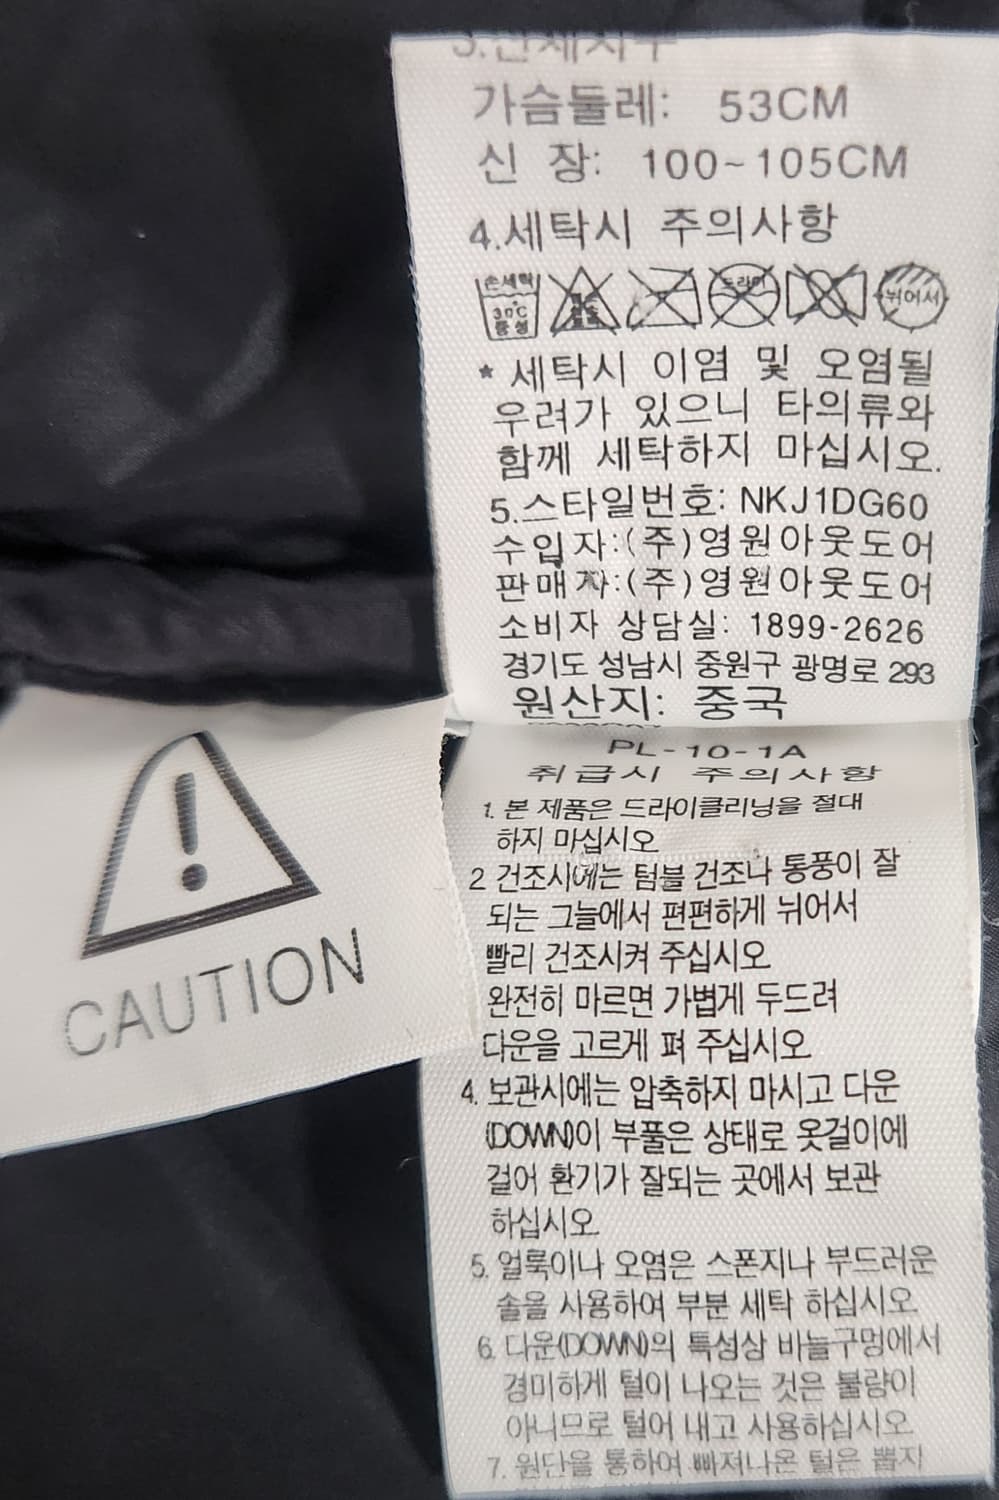 3.신체치수
가슴둘레: 53CM
신 장: 100~105CM
4.세탁시 주의사항
손세탁
30℃
중성
드라이
뉘어서
* 세탁시 이염 및 오염될
우려가 있으니 타의류와
함께 세탁하지 마십시오.
5.스타일번호: NKJ1DG60
수입자:(주)영원아웃도어
판매자:(주)영원아웃도어
소비자 상담실: 1899-2626
경기도 성남시 중원구 광명로 293
원산지: 중국
PL-10-1A
취급시 주의사항
1. 본 제품은 드라이클리닝을 절대
하지 마십시오
2 건조시에는 텀블 건조나 통풍이 잘
되는 그늘에서 편편하게 뉘어서
빨리 건조시켜 주십시오
완전히 마르면 가볍게 두드려
다운을 고르게 펴 주십시오
4. 보관시에는 압축하지 마시고 다운
(DOWN)이 부풀은 상태로 옷걸이에
걸어 환기가 잘되는 곳에서 보관
하십시오
5. 얼룩이나 오염은 스폰지나 부드러운
솔을 사용하여 부분 세탁 하십시오
6. 다운(DOWN)의 특성상 바늘구멍에서
경미하게 털이 나오는 것은 불량이
아니므로 털어 내고 사용하십시오
7. 원단을 통하여 빠져나온 털은 뽑지
CAUTION